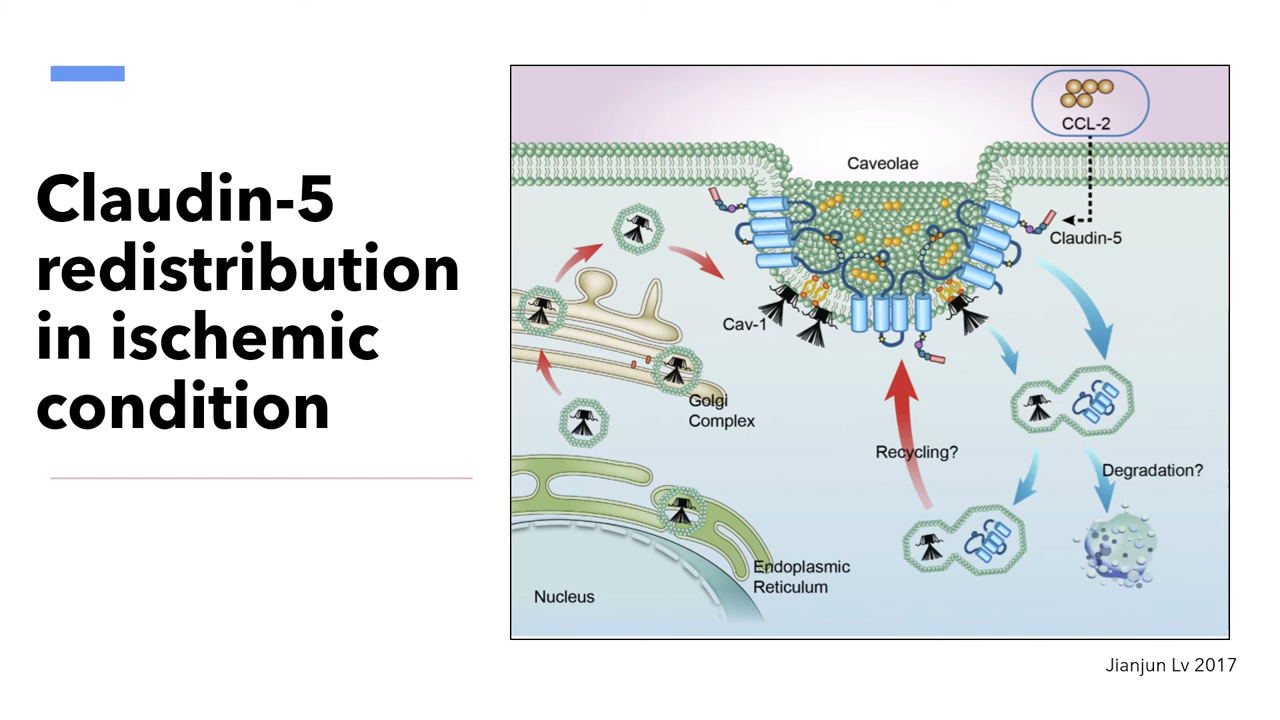 Claudin-5
redistribution
in ischemic
condition
CCL-2
Caveolae
Claudin-5
Cav-1
Golgi
Complex
Recycling?
Degradation?
Endoplasmic
Reticulum
Nucleus
Jianjun Lv 2017